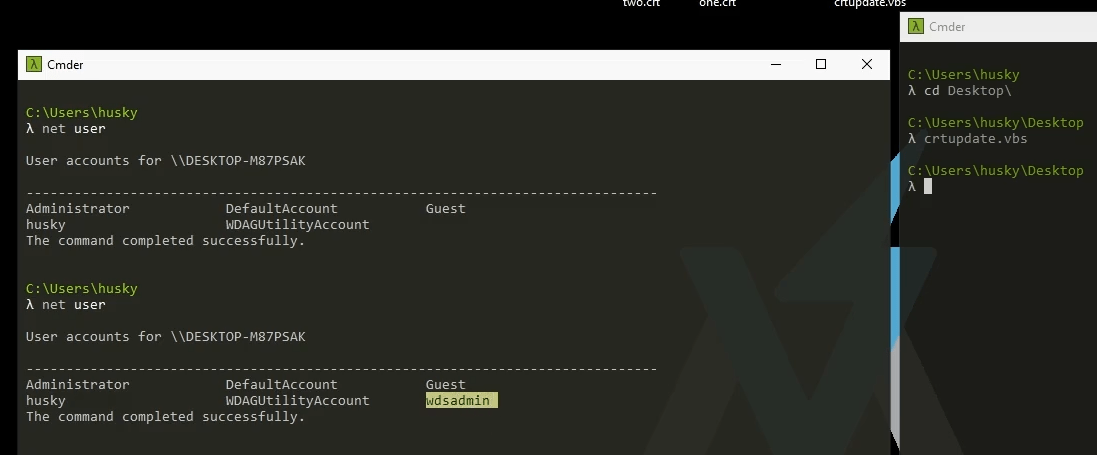 two.crt one.crt crtupdate.vbs
Cmder
C:\Users\husky
λ net user
User accounts for \\DESKTOP-M87PSAK
-------------------------------------------------------------------------------
Administrator DefaultAccount Guest
husky WDAGUtilityAccount
The command completed successfully.
C:\Users\husky
λ net user
User accounts for \\DESKTOP-M87PSAK
-------------------------------------------------------------------------------
Administrator DefaultAccount Guest
husky WDAGUtilityAccount wdsadmin
The command completed successfully.
Cmder
C:\Users\husky
λ cd Desktop\
C:\Users\husky\Desktop
λ crtupdate.vbs
C:\Users\husky\Desktop
λ